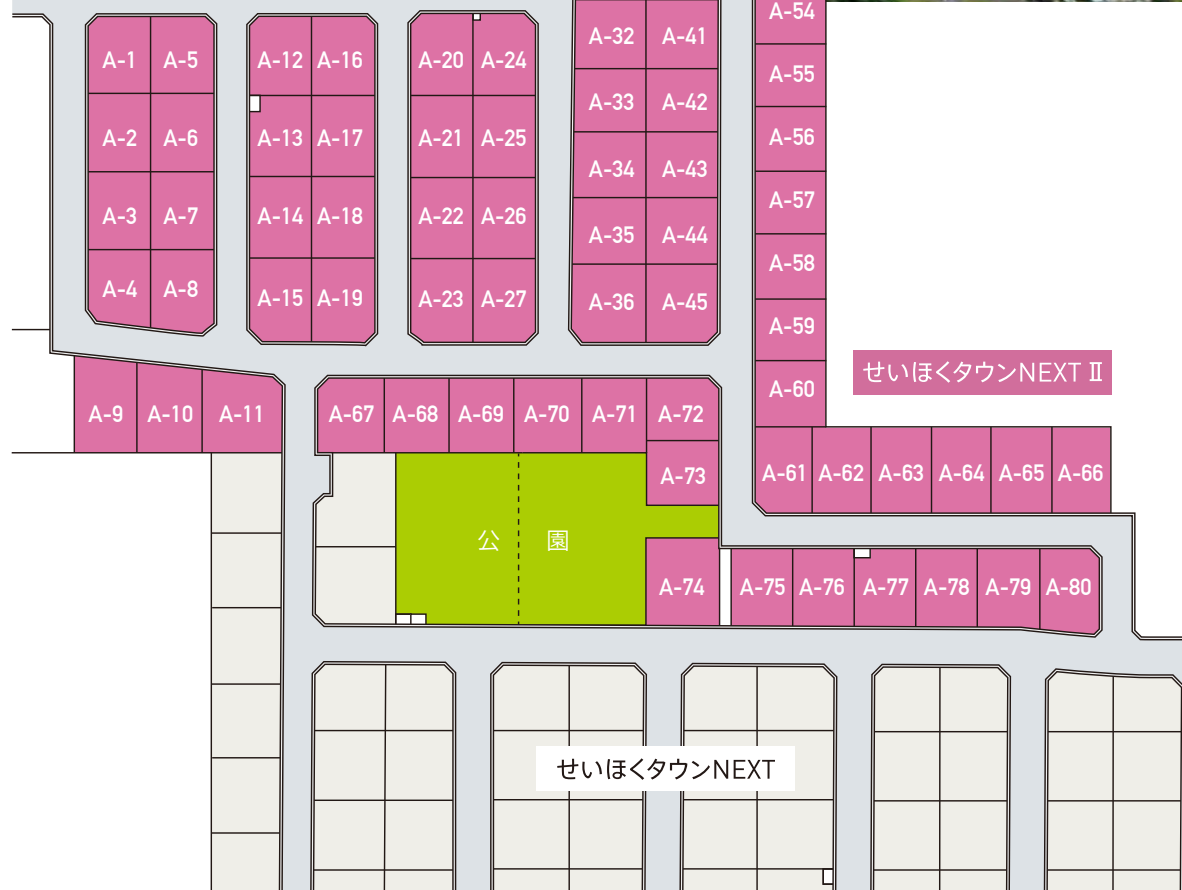 A-54
A-32 A-41
A-1 A-5 A-12 A-16 A-20 A-24
A-55
A-33 A-42
A-2 A-6 A-13 A-17 A-21 A-25
A-56
A-34 A-43
A-57
A-3 A-7 A-14 A-18 A-22 A-26
A-35 A-44
A-58
A-4 A-8 A-15 A-19 A-23 A-27
A-36 A-45
A-59
せいほくタウンNEXT II
A-60
A-9 A-10 A-11 A-67 A-68 A-69 A-70 A-71 A-72
A-73 A-61 A-62 A-63 A-64 A-65 A-66
公 園
A-74 A-75 A-76 A-77 A-78 A-79 A-80
せいほくタウンNEXT